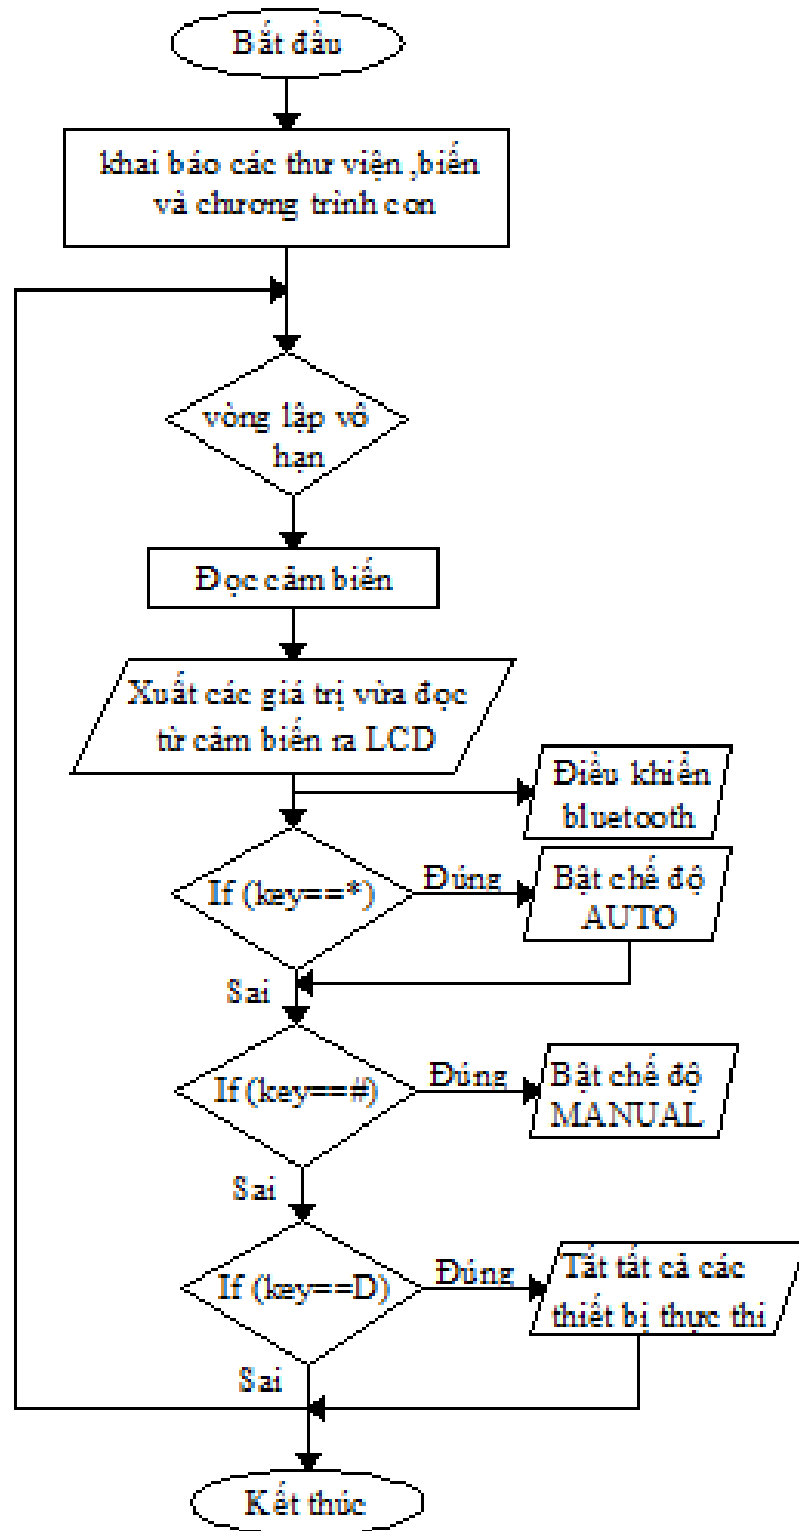 Bắt đầu
khai báo các thư viện ,biến
và chương trình con
vòng lập vô
hạn
Đọc cảm biến
Xuất các giá trị vừa đọc
từ cảm biến ra LCD
Điều khiển
bluetooth
If (key==*)
Đúng
Bật chế độ
AUTO
Sai
If (key==#)
Đúng
Bật chế độ
MANUAL
Sai
If (key==D)
Đúng
Tắt tất cả các
thiết bị thực thi
Sai
Kết thúc